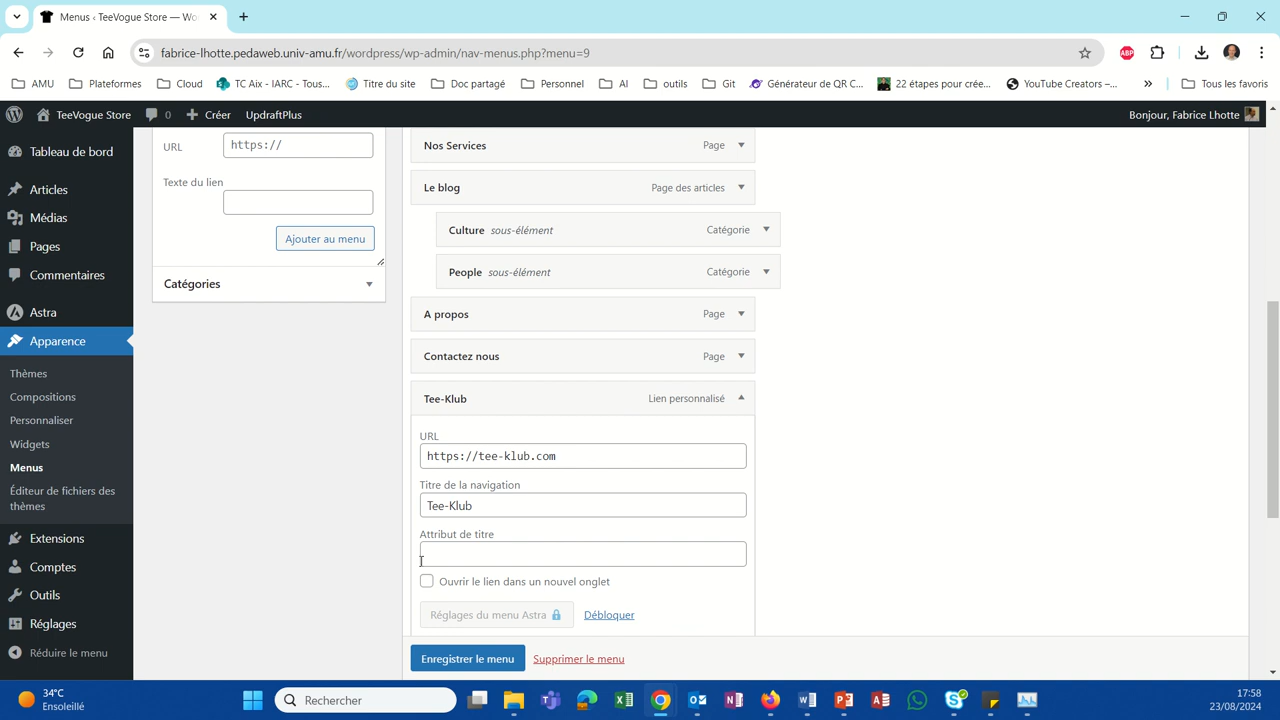 Menus ‹ TeeVogue Store — Wo
fabrice-lhotte.pedaweb.univ-amu.fr/wordpress/wp-admin/nav-menus.php?menu=9
ABP
AMU Plateformes Cloud TC Aix - IARC - Tous... Titre du site Doc partagé Personnel AI outils Git Générateur de QR C... 22 étapes pour crée... YouTube Creators –... » Tous les favoris
TeeVogue Store 0 Créer UpdraftPlus Bonjour, Fabrice Lhotte
Tableau de bord
Articles
Médias
Pages
Commentaires
Astra
Apparence
Thèmes
Compositions
Personnaliser
Widgets
Menus
Éditeur de fichiers des
thèmes
Extensions
Comptes
Outils
Réglages
Réduire le menu
URL https://
Texte du lien
Ajouter au menu
Catégories
Nos Services Page
Le blog Page des articles
Culture sous-élément Catégorie
People sous-élément Catégorie
A propos Page
Contactez nous Page
Tee-Klub Lien personnalisé
URL
https://tee-klub.com
Titre de la navigation
Tee-Klub
Attribut de titre
Ouvrir le lien dans un nouvel onglet
Réglages du menu Astra Débloquer
Enregistrer le menu Supprimer le menu
34°C
Ensoleillé
Rechercher
17:58
23/08/2024